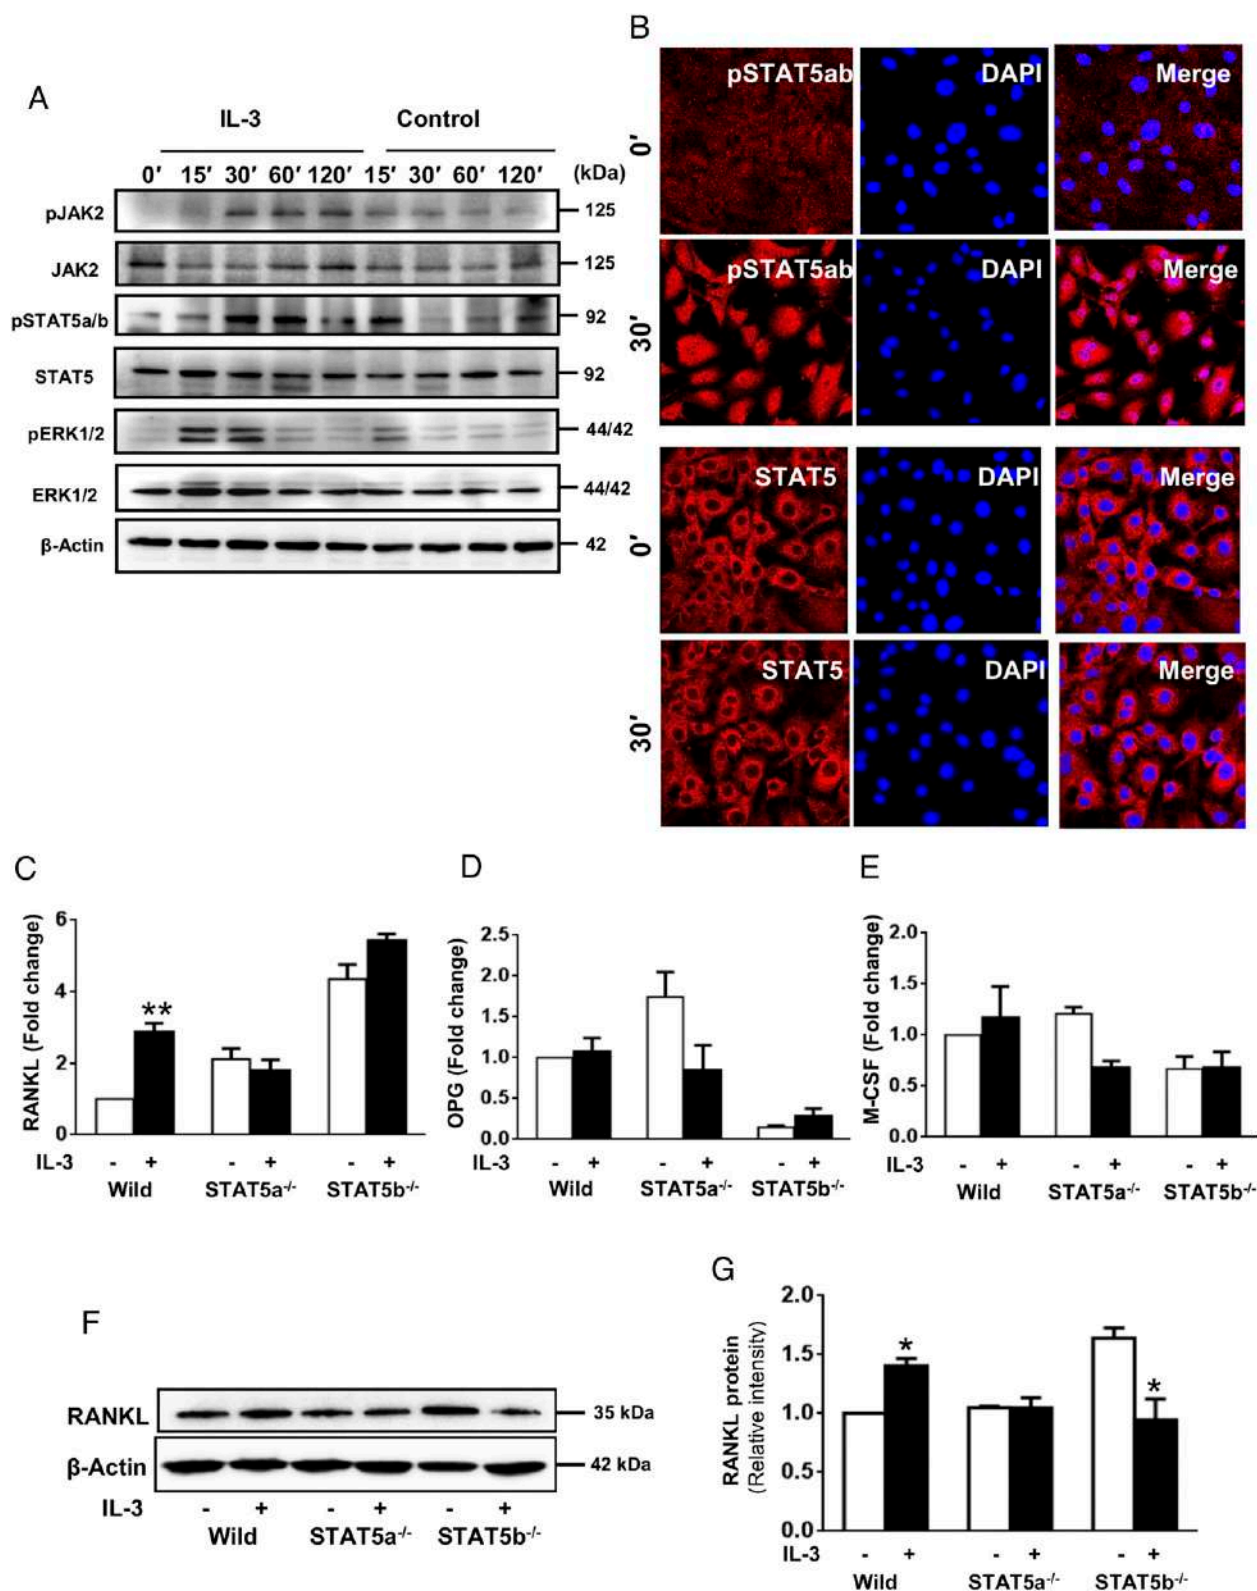 A
IL-3 Control
0' 15' 30' 60' 120' 15' 30' 60' 120' (kDa)
pJAK2 125
JAK2 125
pSTAT5a/b 92
STAT5 92
pERK1/2 44/42
ERK1/2 44/42
β-Actin 42
B
0' pSTAT5ab DAPI Merge
30' pSTAT5ab DAPI Merge
0' STAT5 DAPI Merge
30' STAT5 DAPI Merge
C
RANKL (Fold change)
6
4
2
0
**
IL-3 - + - + - +
Wild STAT5a-/- STAT5b-/-
D
OPG (Fold change)
2.5
2.0
1.5
1.0
0.5
0.0
IL-3 - + - + - +
Wild STAT5a-/- STAT5b-/-
E
M-CSF (Fold change)
2.0
1.5
1.0
0.5
0.0
IL-3 - + - + - +
Wild STAT5a-/- STAT5b-/-
F
RANKL 35 kDa
β-Actin 42 kDa
IL-3 - + - + - +
Wild STAT5a-/- STAT5b-/-
G
RANKL protein
(Relative intensity)
2.0
1.5
1.0
0.5
0.0
*
*
IL-3 - + - + - +
Wild STAT5a-/- STAT5b-/-